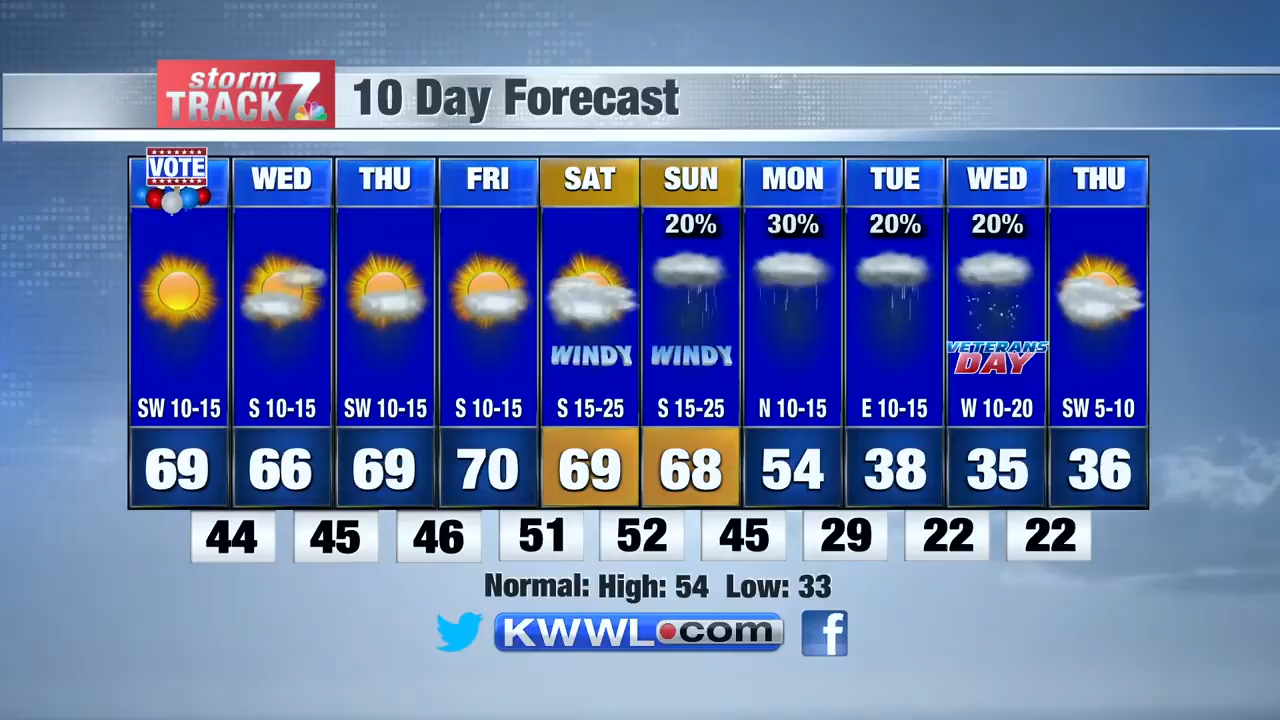 storm
TRACK 7
10 Day Forecast
VOTE WED THU FRI SAT SUN MON TUE WED THU
20% 30% 20% 20%
WINDY WINDY VETERANS
DAY
SW 10-15 S 10-15 SW 10-15 S 10-15 S 15-25 S 15-25 N 10-15 E 10-15 W 10-20 SW 5-10
69 66 69 70 69 68 54 38 35 36
44 45 46 51 52 45 29 22 22
Normal: High: 54 Low: 33
KWWL.com f